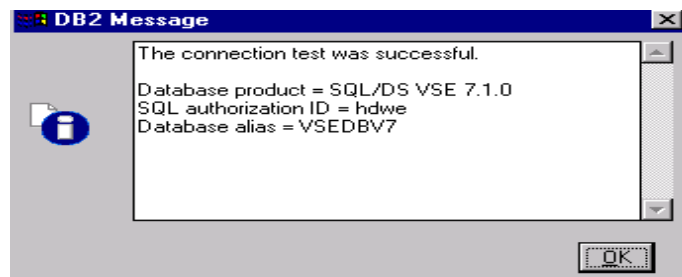 DB2 Message
The connection test was successful.
Database product = SQL/DS VSE 7.1.0
SQL authorization ID = hdwe
Database alias = VSEDBV7
OK